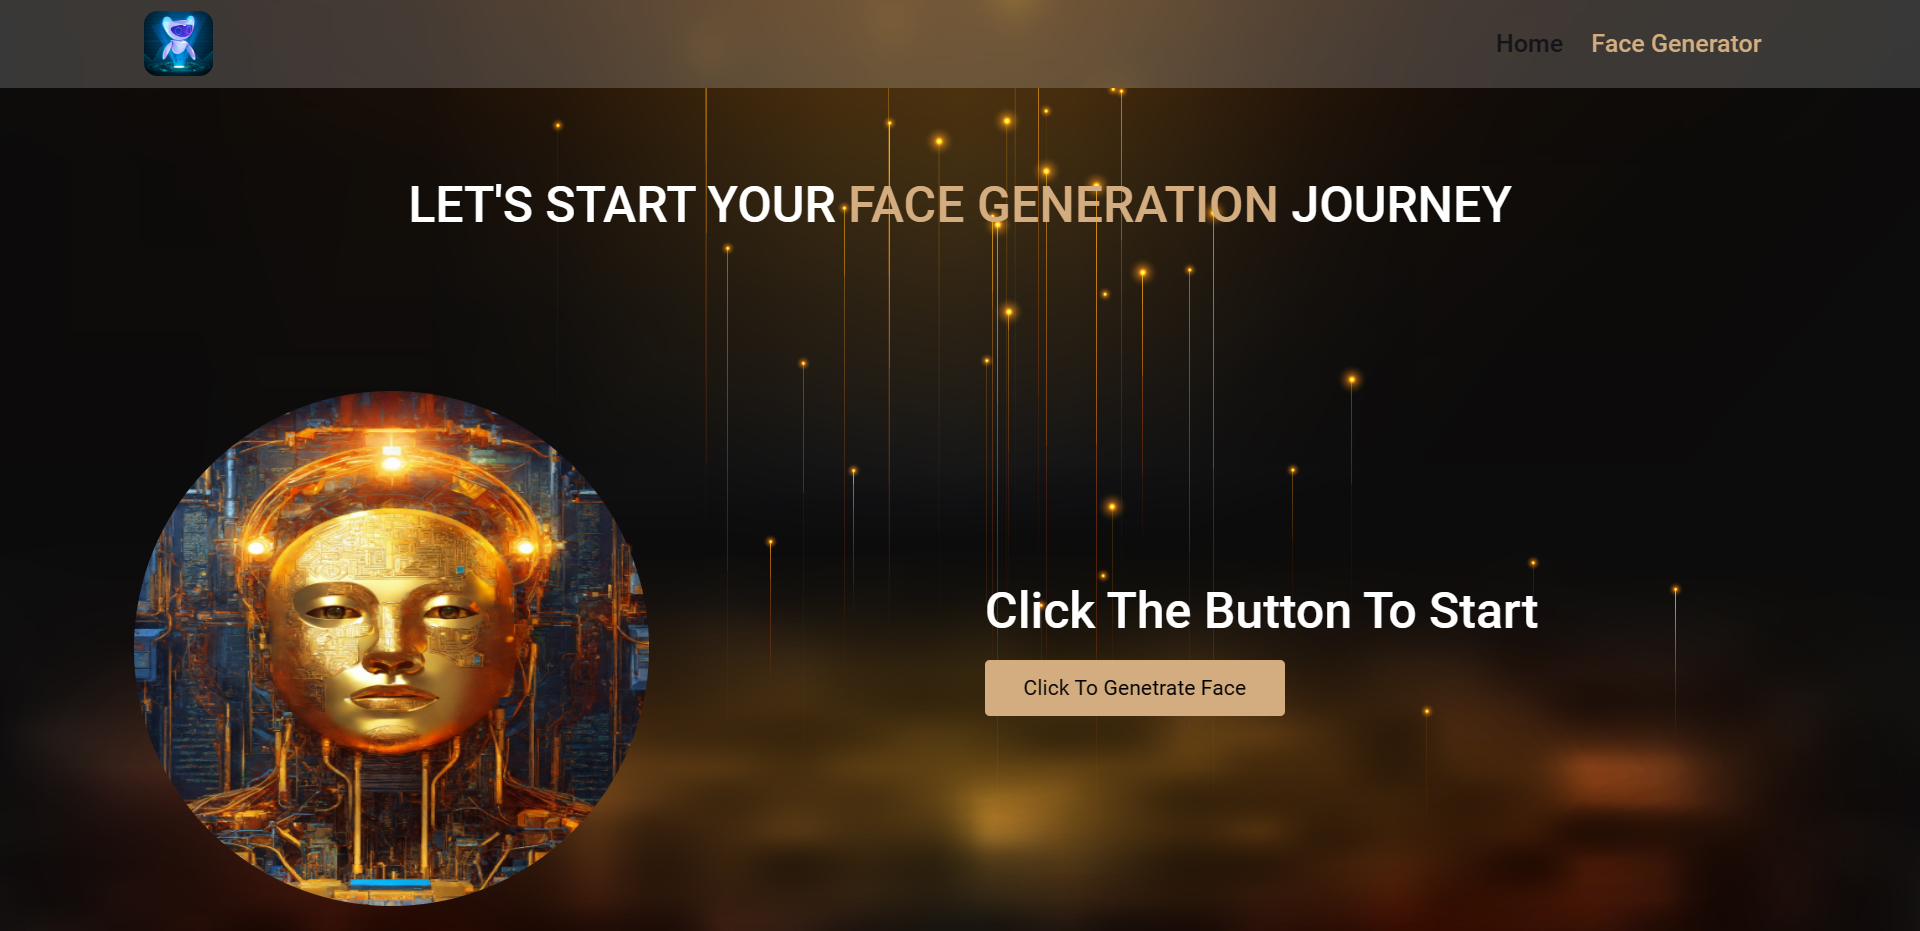 Home Face Generator
LET'S START YOUR FACE GENERATION JOURNEY
Click The Button To Start
Click To Genetrate Face